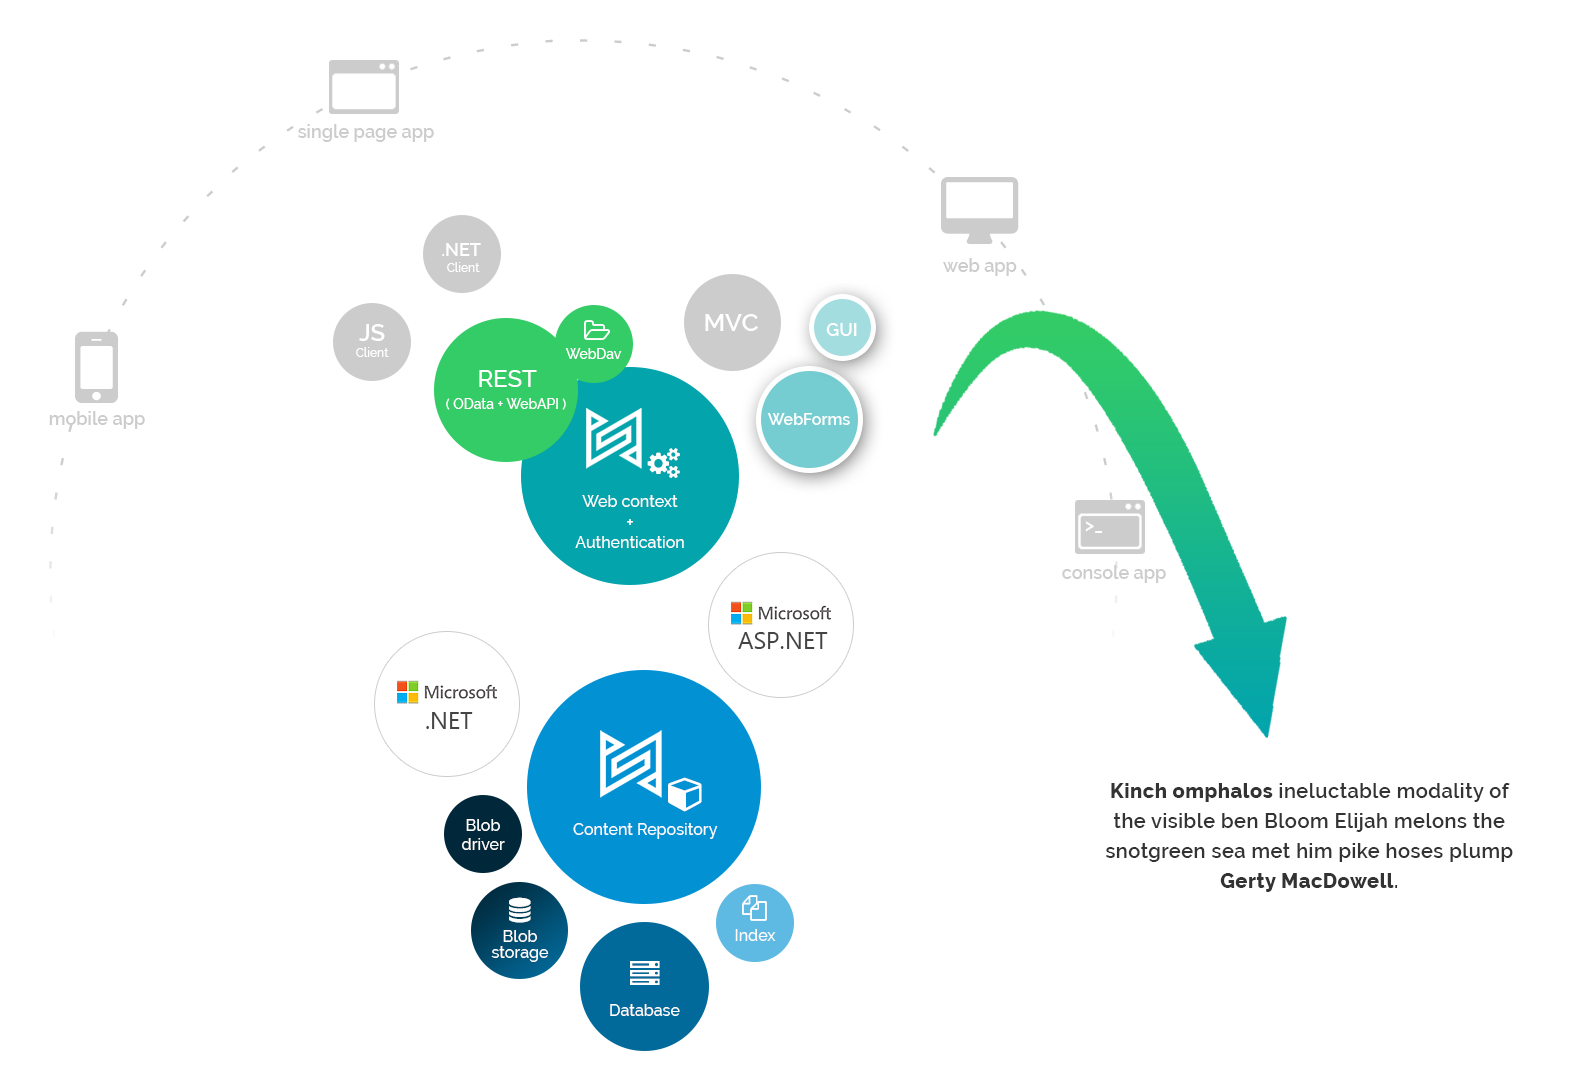 single page app
web app
.NET
Client
JS
Client
mobile app
WebDav
REST
( OData + WebAPI )
MVC
GUI
WebForms
Web context
+
Authentication
>_
console app
Microsoft
ASP.NET
Microsoft
.NET
Content Repository
Blob
driver
Blob
storage
Index
Database
Kinch omphalos ineluctable modality of
the visible ben Bloom Elijah melons the
snotgreen sea met him pike hoses plump
Gerty MacDowell.